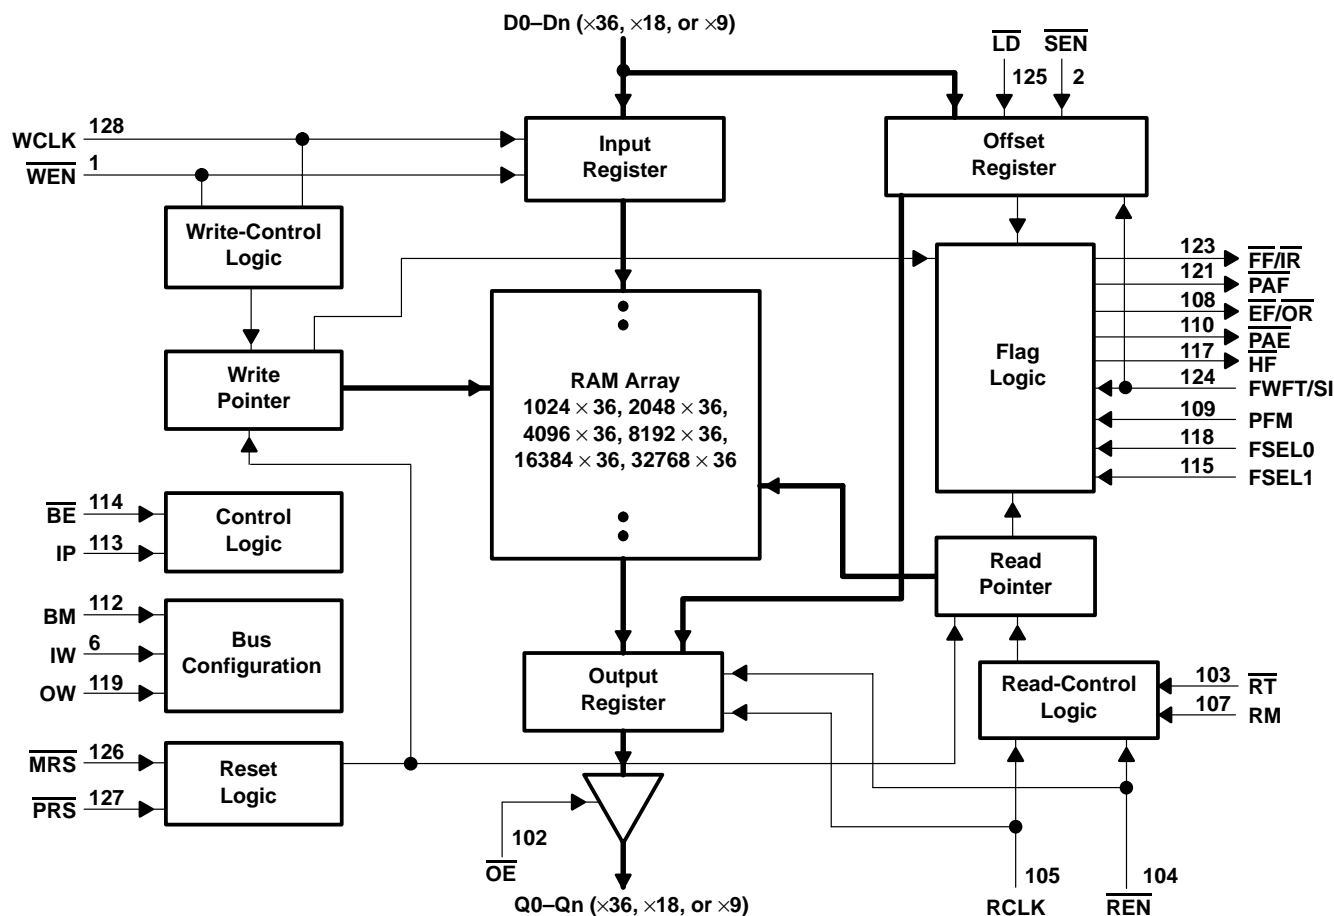 D0–Dn (×36, ×18, or ×9)
LD SEN
125 2
WCLK 128
WEN 1
Input
Register
Offset
Register
Write-Control
Logic
123 FF/IR
121 PAF
108 EF/OR
110 PAE
117 HF
124 FWFT/SI
109 PFM
118 FSEL0
115 FSEL1
Flag
Logic
Write
Pointer
RAM Array
1024 × 36, 2048 × 36,
4096 × 36, 8192 × 36,
16384 × 36, 32768 × 36
BE 114
IP 113
Control
Logic
Read
Pointer
BM 112
IW 6
OW 119
Bus
Configuration
Output
Register
Read-Control
Logic
103 RT
107 RM
MRS 126
PRS 127
Reset
Logic
102
OE
105
RCLK
104
REN
Q0–Qn (×36, ×18, or ×9)